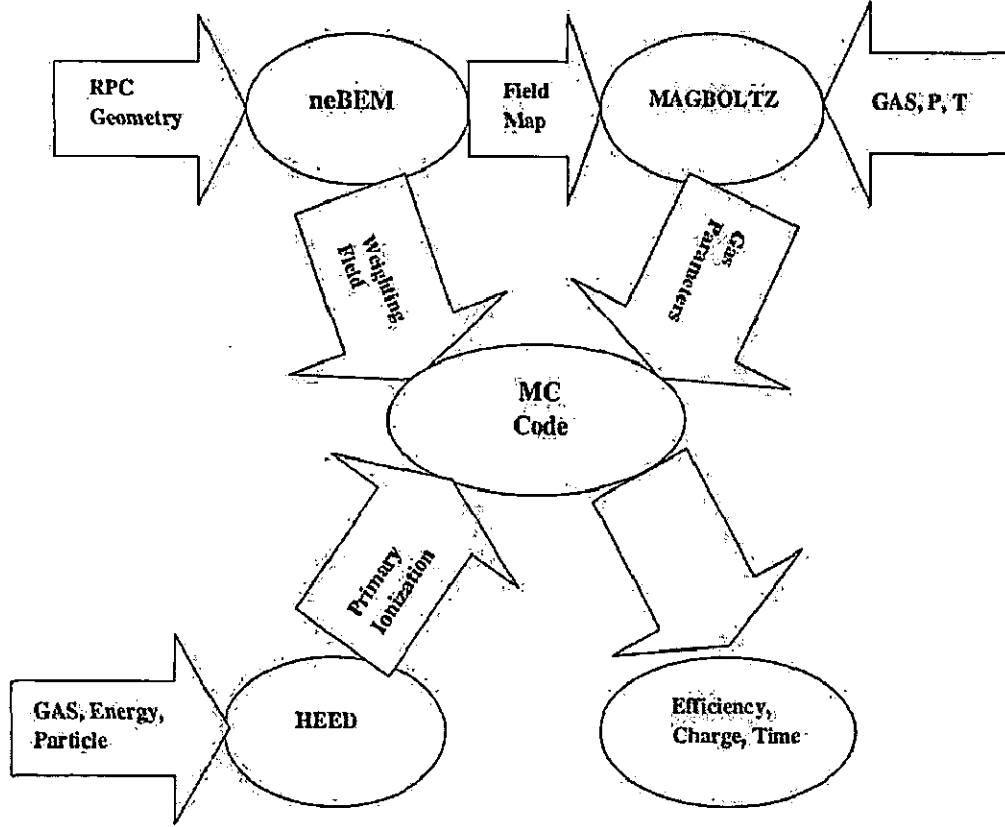 RPC
Geometry
neBEM
Field
Map
MAGBOLTZ
GAS, P, T
Weighting
Field
Gas
Parameters
MC
Code
Primary
Ionization
GAS, Energy,
Particle
HEED
Efficiency,
Charge, Time